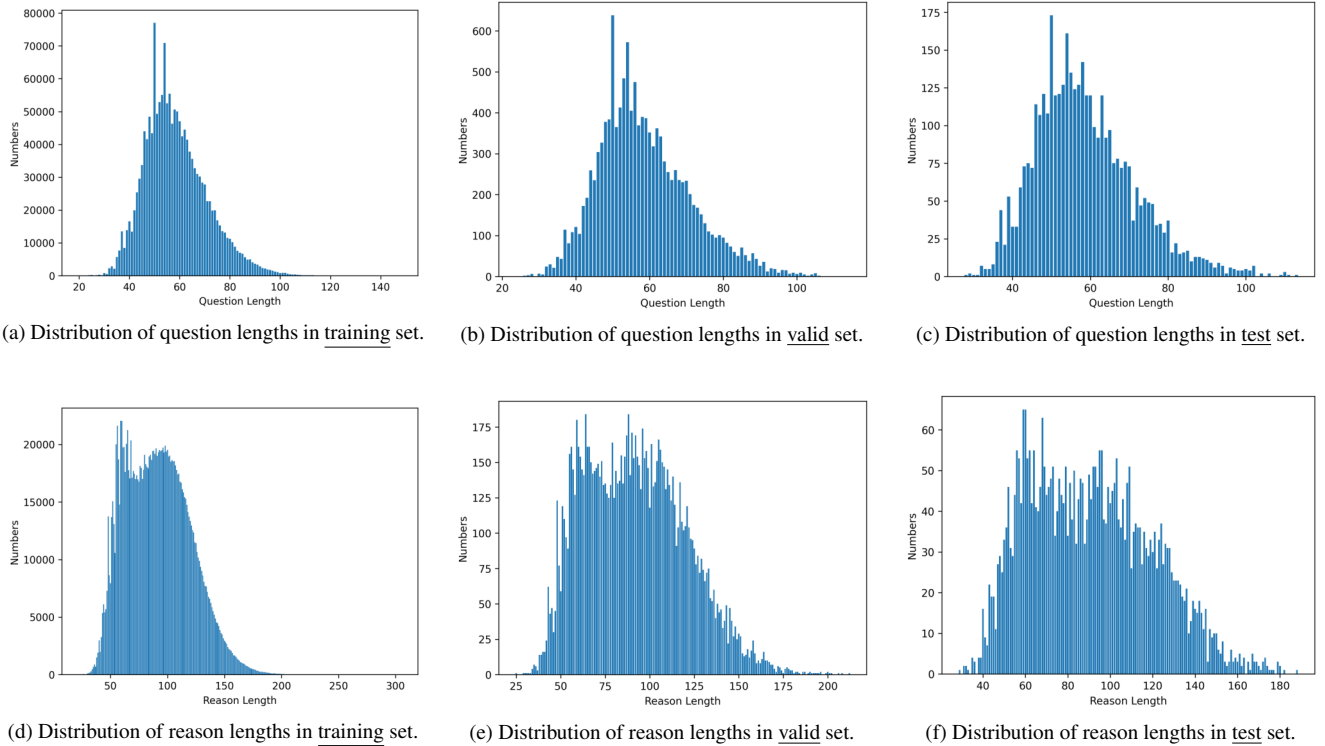 80000
70000
60000
50000
40000
30000
20000
10000
0
Numbers
20 40 60 80 100 120 140
Question Length
(a) Distribution of question lengths in training set.
600
500
400
300
200
100
0
Numbers
20 40 60 80 100
Question Length
(b) Distribution of question lengths in valid set.
175
150
125
100
75
50
25
0
Numbers
40 60 80 100
Question Length
(c) Distribution of question lengths in test set.
20000
15000
10000
5000
0
Numbers
50 100 150 200 250 300
Reason Length
(d) Distribution of reason lengths in training set.
175
150
125
100
75
50
25
0
Numbers
25 50 75 100 125 150 175 200
Reason Length
(e) Distribution of reason lengths in valid set.
60
50
40
30
20
10
0
Numbers
40 60 80 100 120 140 160 180
Reason Length
(f) Distribution of reason lengths in test set.